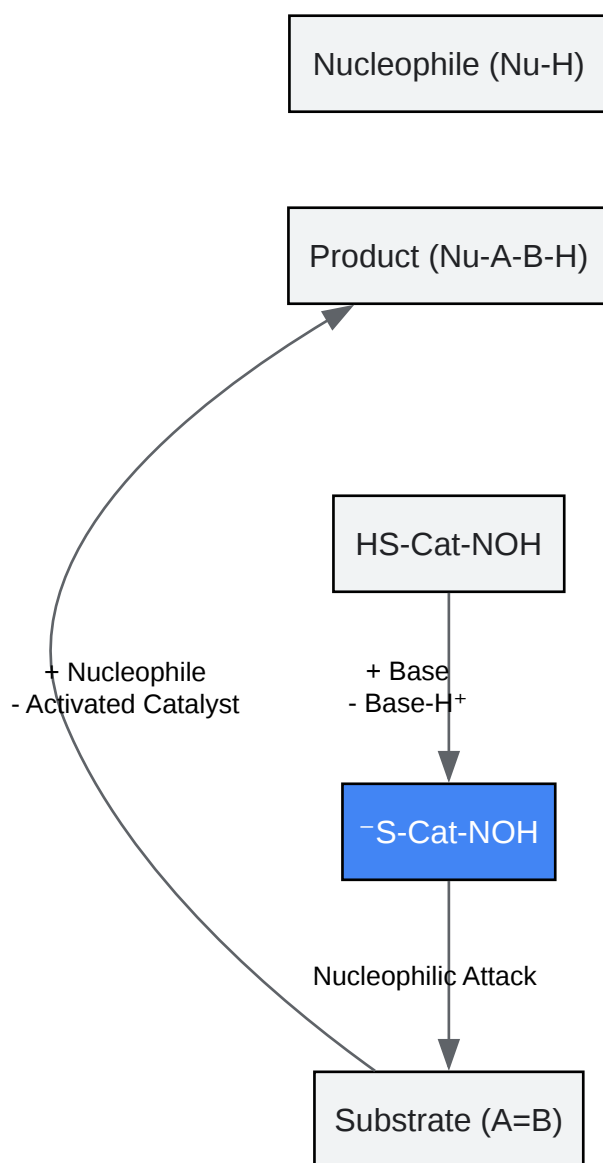 Nucleophile (Nu-H)
Product (Nu-A-B-H)
HS-Cat-NOH
+ Nucleophile
- Activated Catalyst
+ Base
- Base-H⁺
⁻S-Cat-NOH
Nucleophilic Attack
Substrate (A=B)